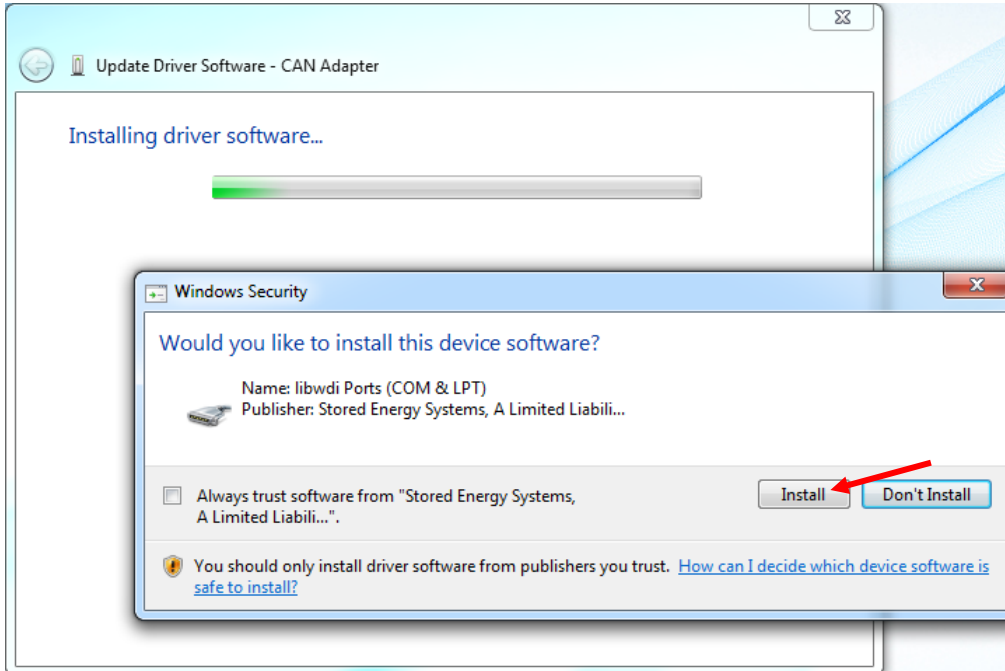 Update Driver Software - CAN Adapter
Installing driver software...
Windows Security
Would you like to install this device software?
Name: libwdi Ports (COM & LPT)
Publisher: Stored Energy Systems, A Limited Liabili...
Always trust software from "Stored Energy Systems,
A Limited Liabili...".
Install
Don't Install
You should only install driver software from publishers you trust. How can I decide which device software is
safe to install?